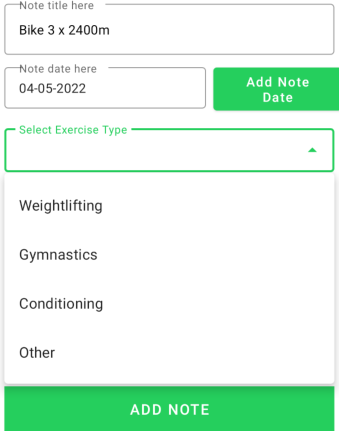 Note title here
Bike 3 x 2400m
Note date here
04-05-2022
Add Note
Date
Select Exercise Type
Weightlifting
Gymnastics
Conditioning
Other
ADD NOTE